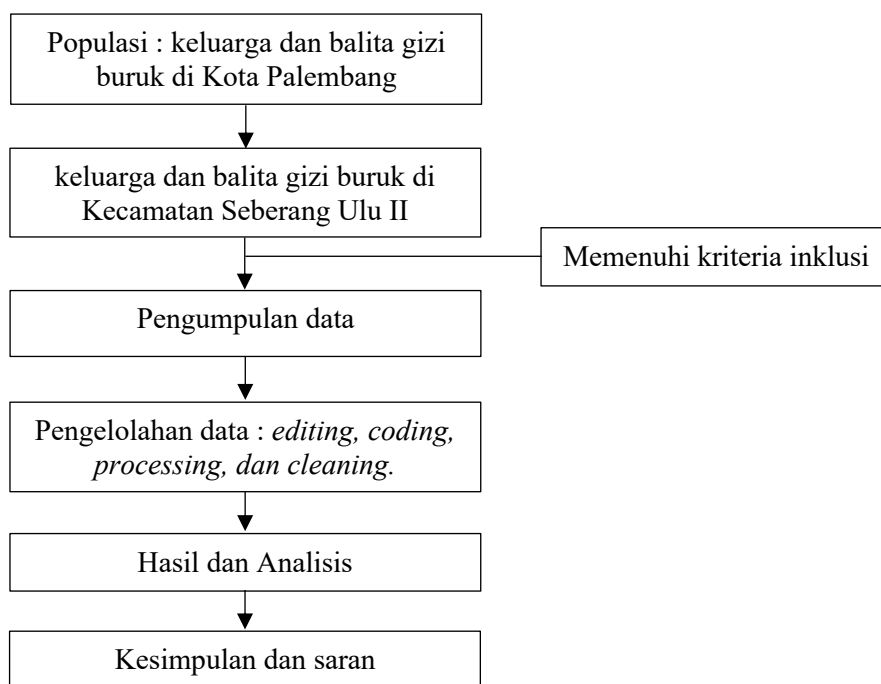 Populasi : keluarga dan balita gizi
buruk di Kota Palembang
keluarga dan balita gizi buruk di
Kecamatan Seberang Ulu II
Memenuhi kriteria inklusi
Pengumpulan data
Pengelolahan data : editing, coding,
processing, dan cleaning.
Hasil dan Analisis
Kesimpulan dan saran